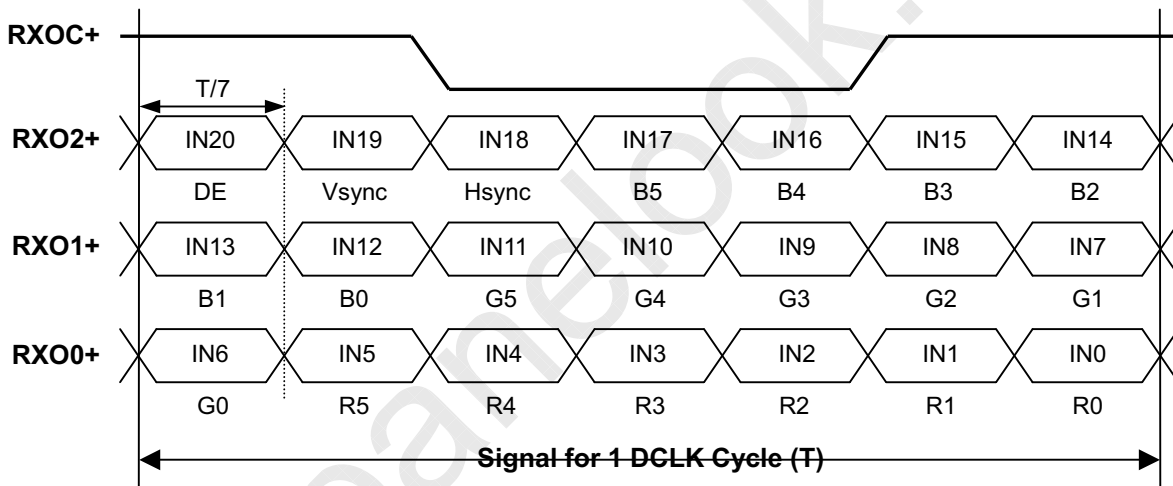 RXOC+
T/7
RXO2+ IN20 IN19 IN18 IN17 IN16 IN15 IN14
DE Vsync Hsync B5 B4 B3 B2
RXO1+ IN13 IN12 IN11 IN10 IN9 IN8 IN7
B1 B0 G5 G4 G3 G2 G1
RXO0+ IN6 IN5 IN4 IN3 IN2 IN1 IN0
G0 R5 R4 R3 R2 R1 R0
Signal for 1 DCLK Cycle (T)
panelook.